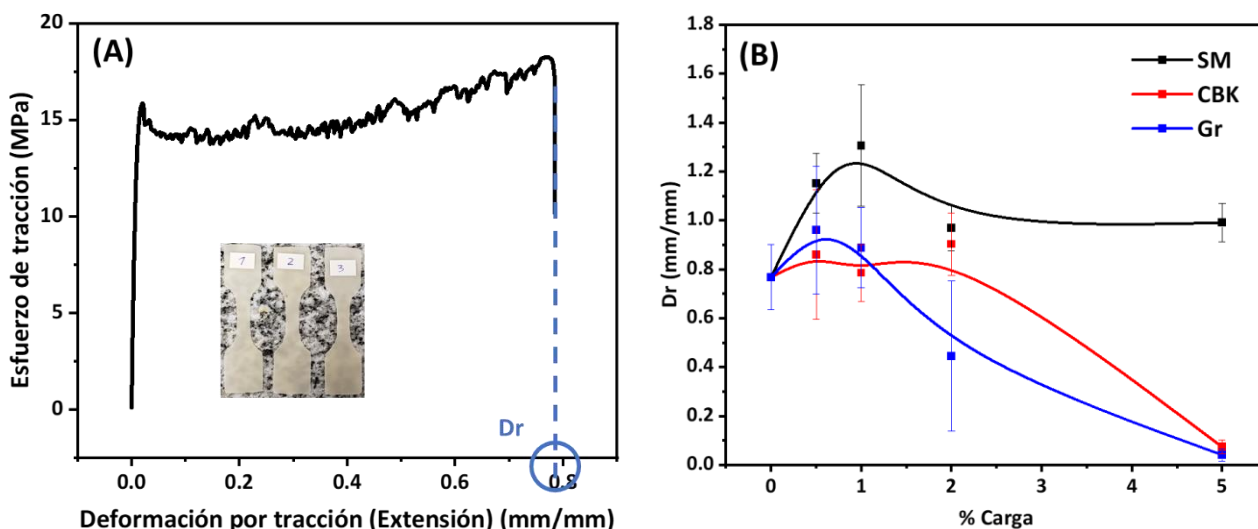 (A)
Esfuerzo de tracción (MPa)
20
15
10
5
0
1 2 3
Dr
0.0 0.2 0.4 0.6 0.8
Deformación por tracción (Extensión) (mm/mm)
(B)
SM
CBK
Gr
Dr (mm/mm)
1.8
1.6
1.4
1.2
1.0
0.8
0.6
0.4
0.2
0.0
0 1 2 3 4 5
% Carga